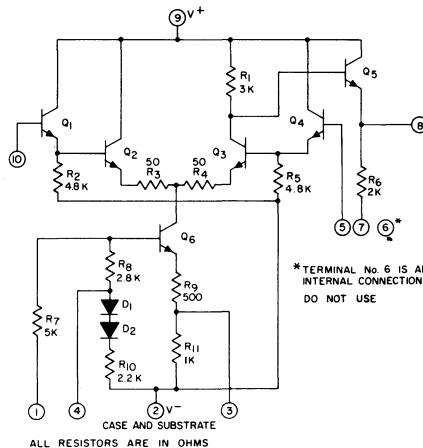 9 V+
R1
3K
Q5
Q1
Q2
Q3
Q4
8
10
50
R3
50
R4
R2
4.8K
R5
4.8K
R6
2K
Q6
5
7
6*
R8
2.8K
R9
500
* TERMINAL No. 6 IS AN
INTERNAL CONNECTION
DO NOT USE
D1
R7
5K
D2
R11
1K
R10
2.2K
1
4
2 V-
3
CASE AND SUBSTRATE
ALL RESISTORS ARE IN OHMS